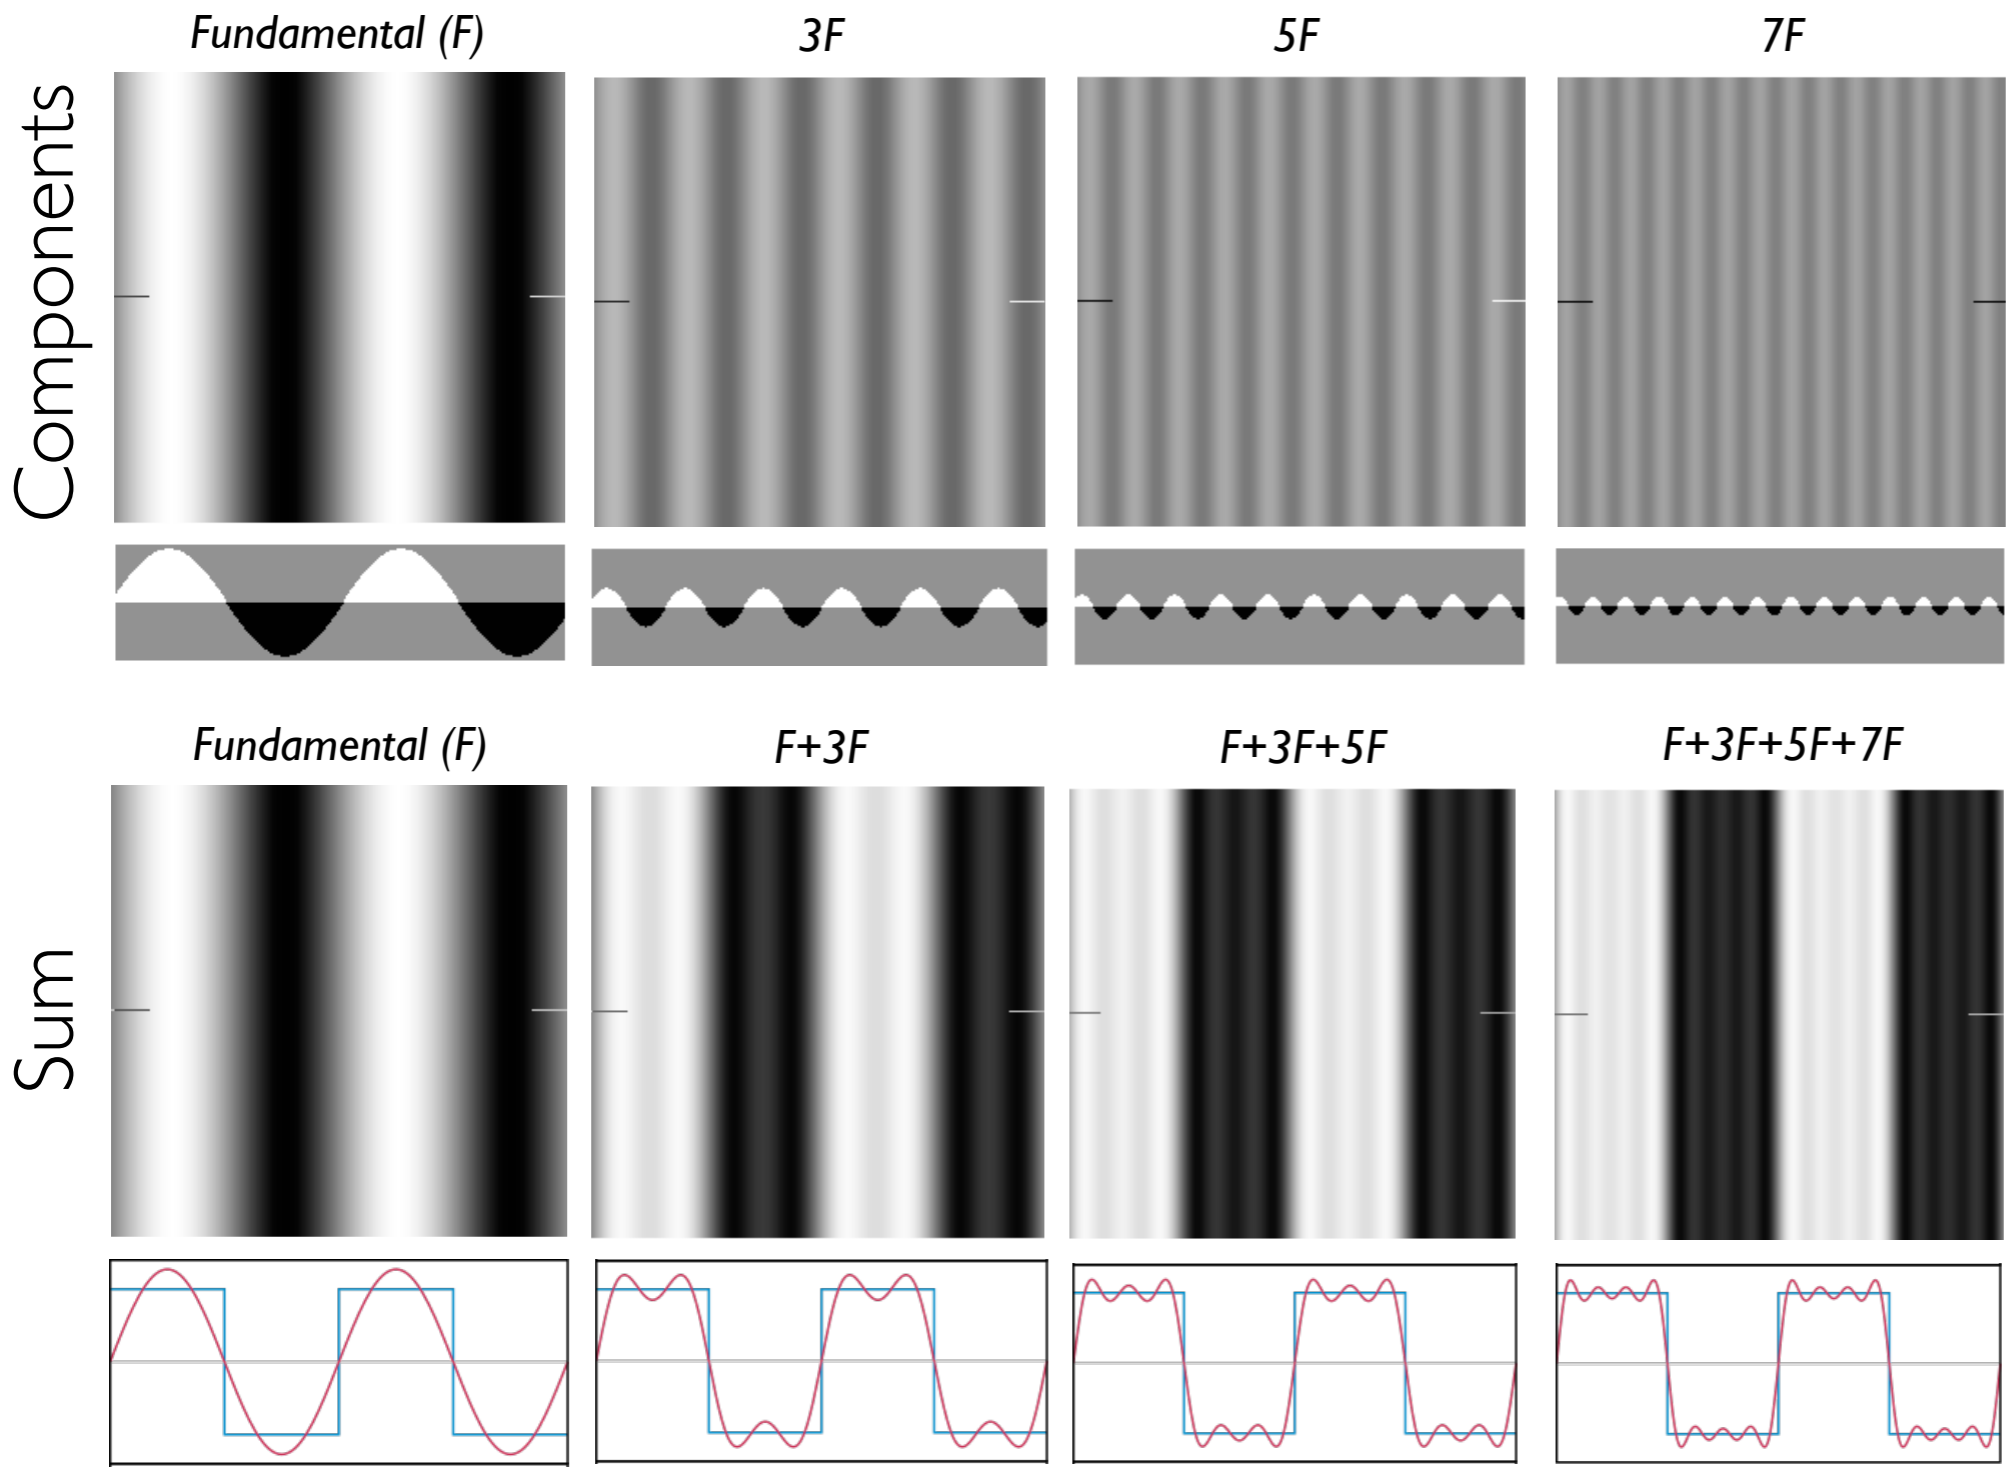 Fundamental (F)
3F
5F
7F
Components
Fundamental (F)
F+3F
F+3F+5F
F+3F+5F+7F
Sum